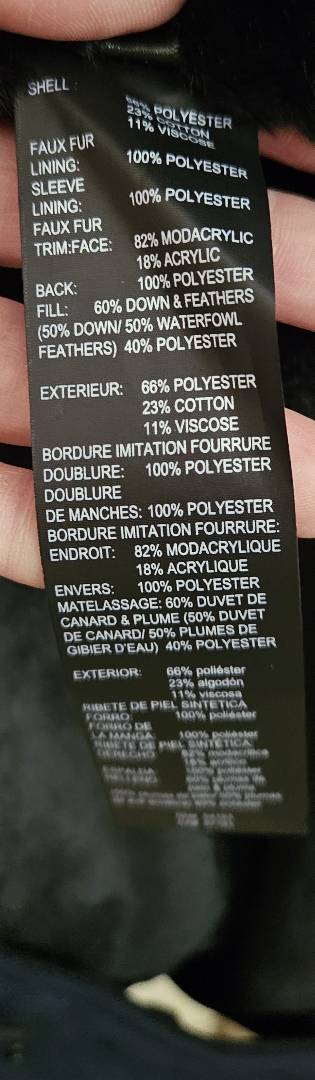 SHELL
66% POLYESTER
23% COTTON
11% VISCOSE
FAUX FUR
LINING: 100% POLYESTER
SLEEVE
LINING: 100% POLYESTER
FAUX FUR
TRIM:FACE: 82% MODACRYLIC
18% ACRYLIC
BACK: 100% POLYESTER
FILL: 60% DOWN & FEATHERS
(50% DOWN/ 50% WATERFOWL
FEATHERS) 40% POLYESTER
EXTERIEUR: 66% POLYESTER
23% COTTON
11% VISCOSE
BORDURE IMITATION FOURRURE
DOUBLURE: 100% POLYESTER
DOUBLURE
DE MANCHES: 100% POLYESTER
BORDURE IMITATION FOURRURE:
ENDROIT: 82% MODACRYLIQUE
18% ACRYLIQUE
ENVERS: 100% POLYESTER
MATELASSAGE: 60% DUVET DE
CANARD & PLUME (50% DUVET
DE CANARD/ 50% PLUMES DE
GIBIER D'EAU) 40% POLYESTER
EXTERIOR: 66% poliéster
23% algodón
11% viscosa
RIBETE DE PIEL SINTETICA
FORRO: 100% poliéster
FORRO DE
LA MANGA: 100% poliéster
RIBETE DE PIEL SINTETICA
DERECHO: 82% modacrílica
18% acrílico
100% poliéster